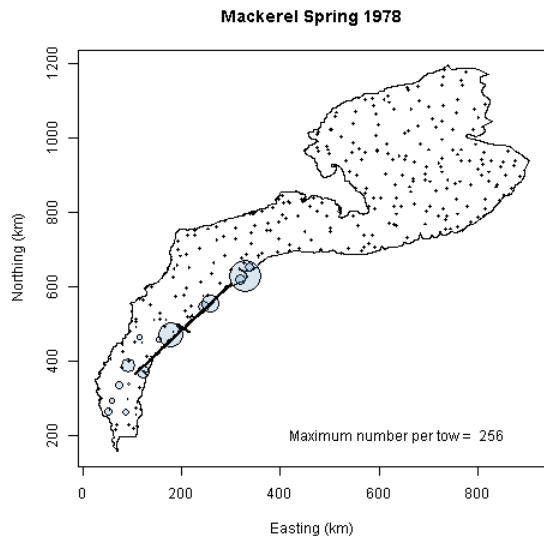 Mackerel Spring 1978
1200
1000
800
600
400
200
Northing (km)
Maximum number per tow = 256
0 200 400 600 800
Easting (km)